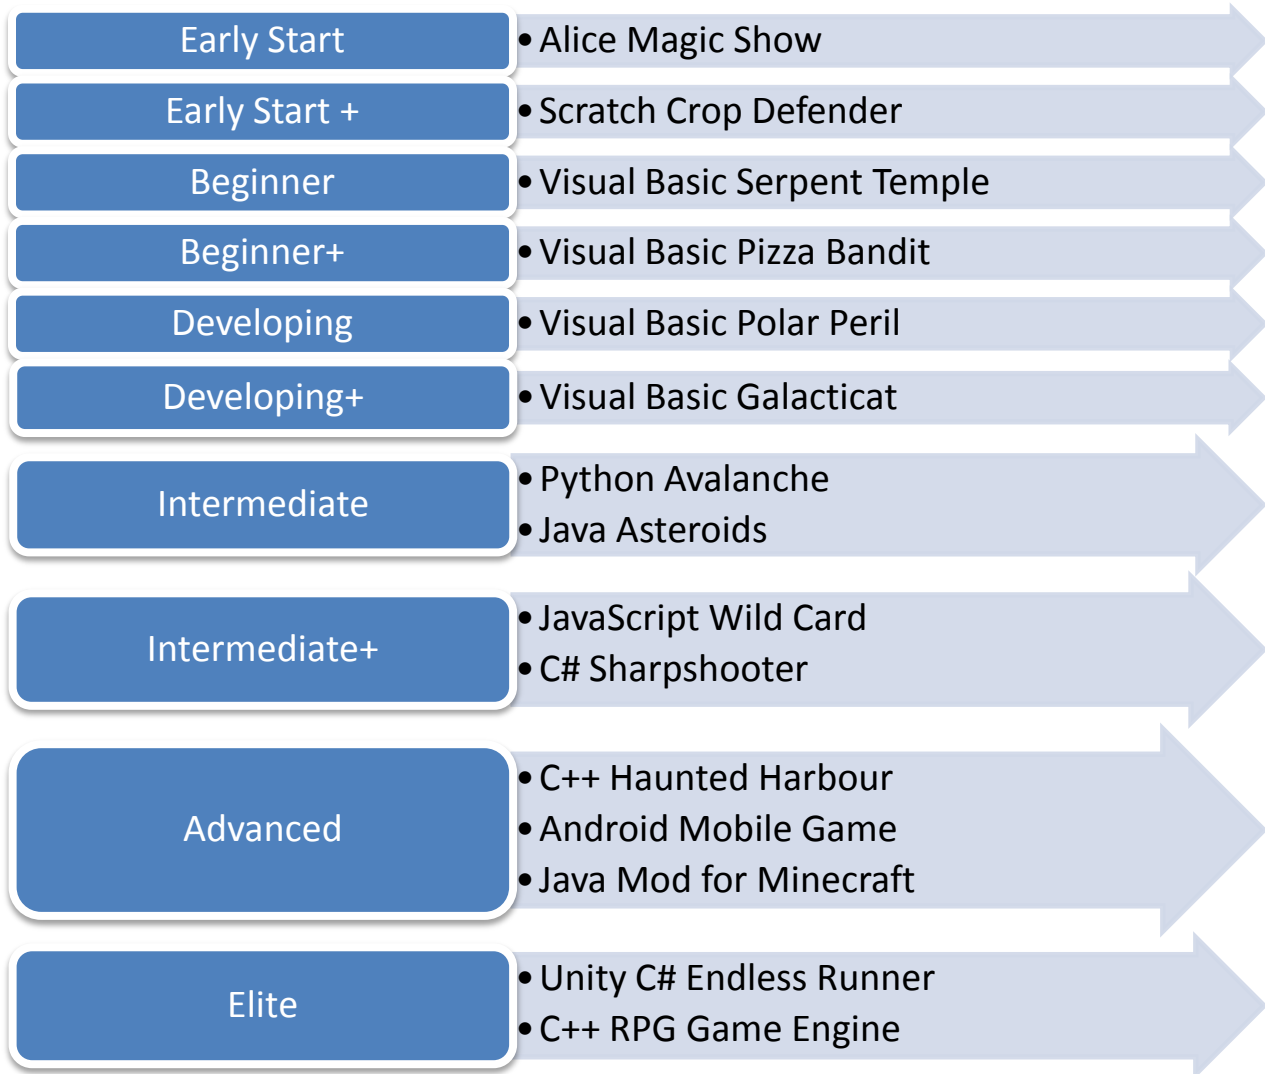 Early Start
• Alice Magic Show
Early Start +
• Scratch Crop Defender
Beginner
• Visual Basic Serpent Temple
Beginner+
• Visual Basic Pizza Bandit
Developing
• Visual Basic Polar Peril
Developing+
• Visual Basic Galacticat
Intermediate
• Python Avalanche
• Java Asteroids
Intermediate+
• JavaScript Wild Card
• C# Sharpshooter
Advanced
• C++ Haunted Harbour
• Android Mobile Game
• Java Mod for Minecraft
Elite
• Unity C# Endless Runner
• C++ RPG Game Engine